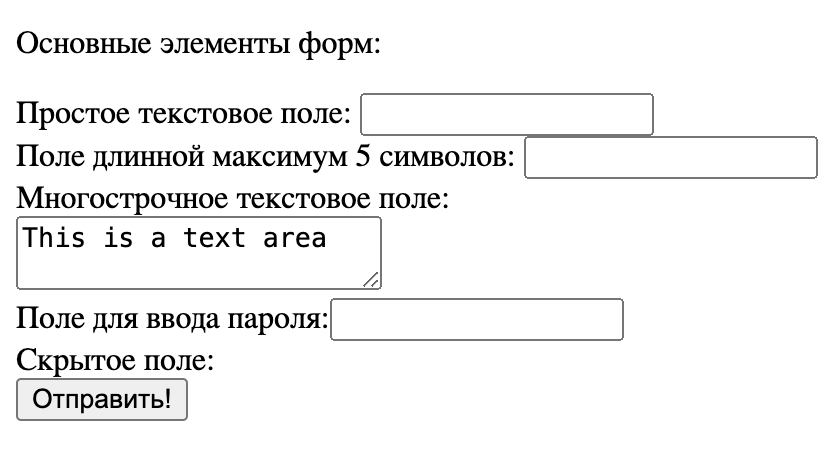 Основные элементы форм:
Простое текстовое поле:
Поле длинной максимум 5 символов:
Многострочное текстовое поле:
This is a text area
Поле для ввода пароля:
Скрытое поле:
Отправить!